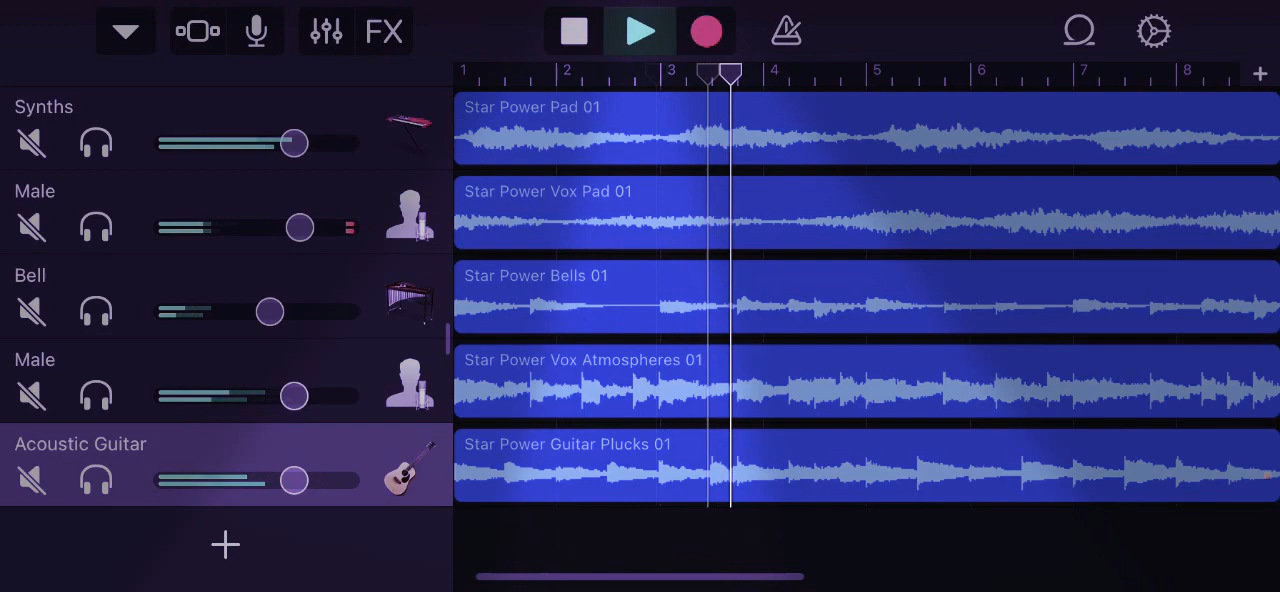 FX
1 2 3 4 5 6 7 8 +
Synths
Star Power Pad 01
Male
Star Power Vox Pad 01
Bell
Star Power Bells 01
Male
Star Power Vox Atmospheres 01
Acoustic Guitar
Star Power Guitar Plucks 01